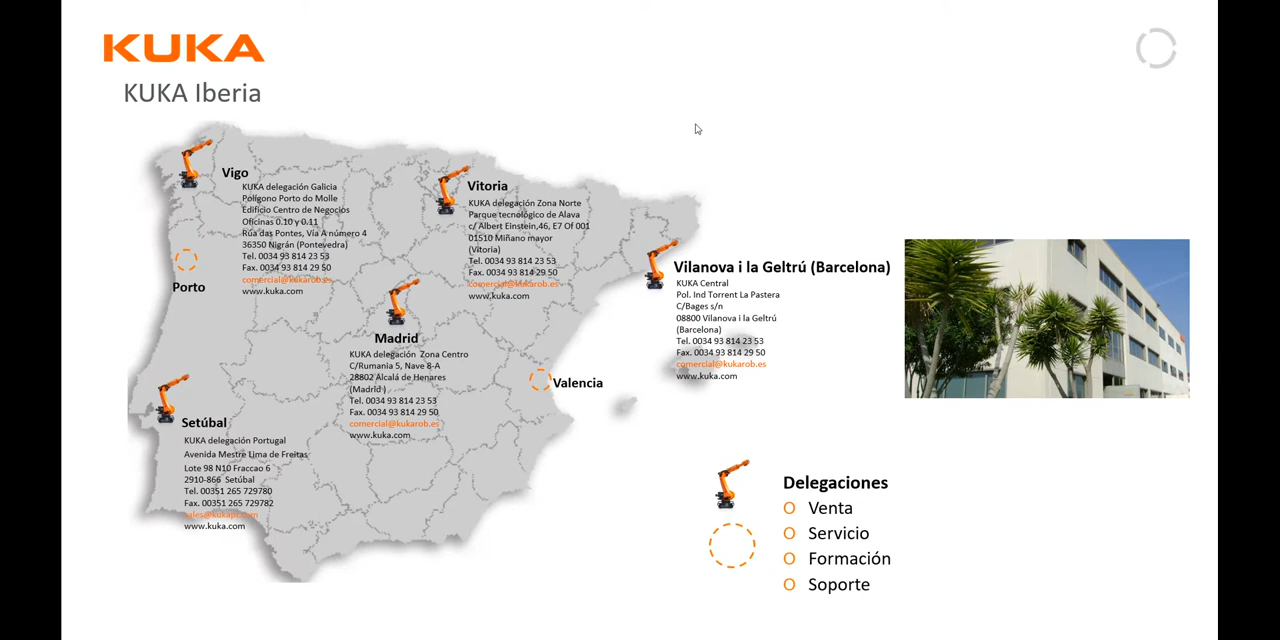 KUKA
KUKA Iberia
Vigo
KUKA delegación Galicia
Polígono Porto do Molle
Edificio Centro de Negocios
Oficinas 0.10 y 0.11
Rúa das Pontes, Vía A número 4
36350 Nigrán (Pontevedra)
Tel. 0034 93 814 23 53
Fax. 0034 93 814 29 50
comercial@kukarob.es
www.kuka.com
Vitoria
KUKA delegación Zona Norte
Parque tecnológico de Alava
c/ Albert Einstein,46, E7 Of 001
01510 Miñano mayor
(Vitoria)
Tel. 0034 93 814 23 53
Fax. 0034 93 814 29 50
comercial@kukarob.es
www.kuka.com
Vilanova i la Geltrú (Barcelona)
KUKA Central
Pol. Ind Torrent La Pastera
C/Bages s/n
08800 Vilanova i la Geltrú
(Barcelona)
Tel. 0034 93 814 23 53
Fax. 0034 93 814 29 50
comercial@kukarob.es
www.kuka.com
Porto
Madrid
KUKA delegación Zona Centro
C/Rumania 5, Nave 8-A
28802 Alcalá de Henares
(Madrid )
Tel. 0034 93 814 23 53
Fax. 0034 93 814 29 50
comercial@kukarob.es
www.kuka.com
Valencia
Setúbal
KUKA delegación Portugal
Avenida Mestre Lima de Freitas
Lote 98 N10 Fraccao 6
2910-866 Setúbal
Tel. 00351 265 729780
Fax. 00351 265 729782
www.kuka.com
Delegaciones
O Venta
O Servicio
O Formación
O Soporte